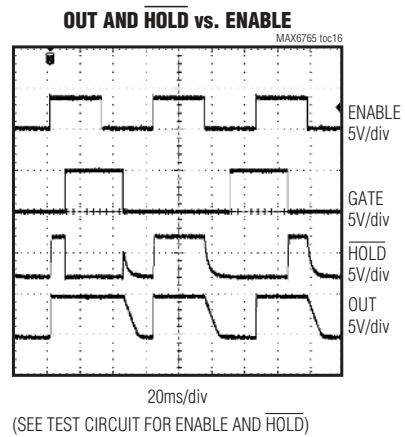 OUT AND HOLD vs. ENABLE
MAX6765 toc16
ENABLE
5V/div
GATE
5V/div
HOLD
5V/div
OUT
5V/div
20ms/div
(SEE TEST CIRCUIT FOR ENABLE AND HOLD)